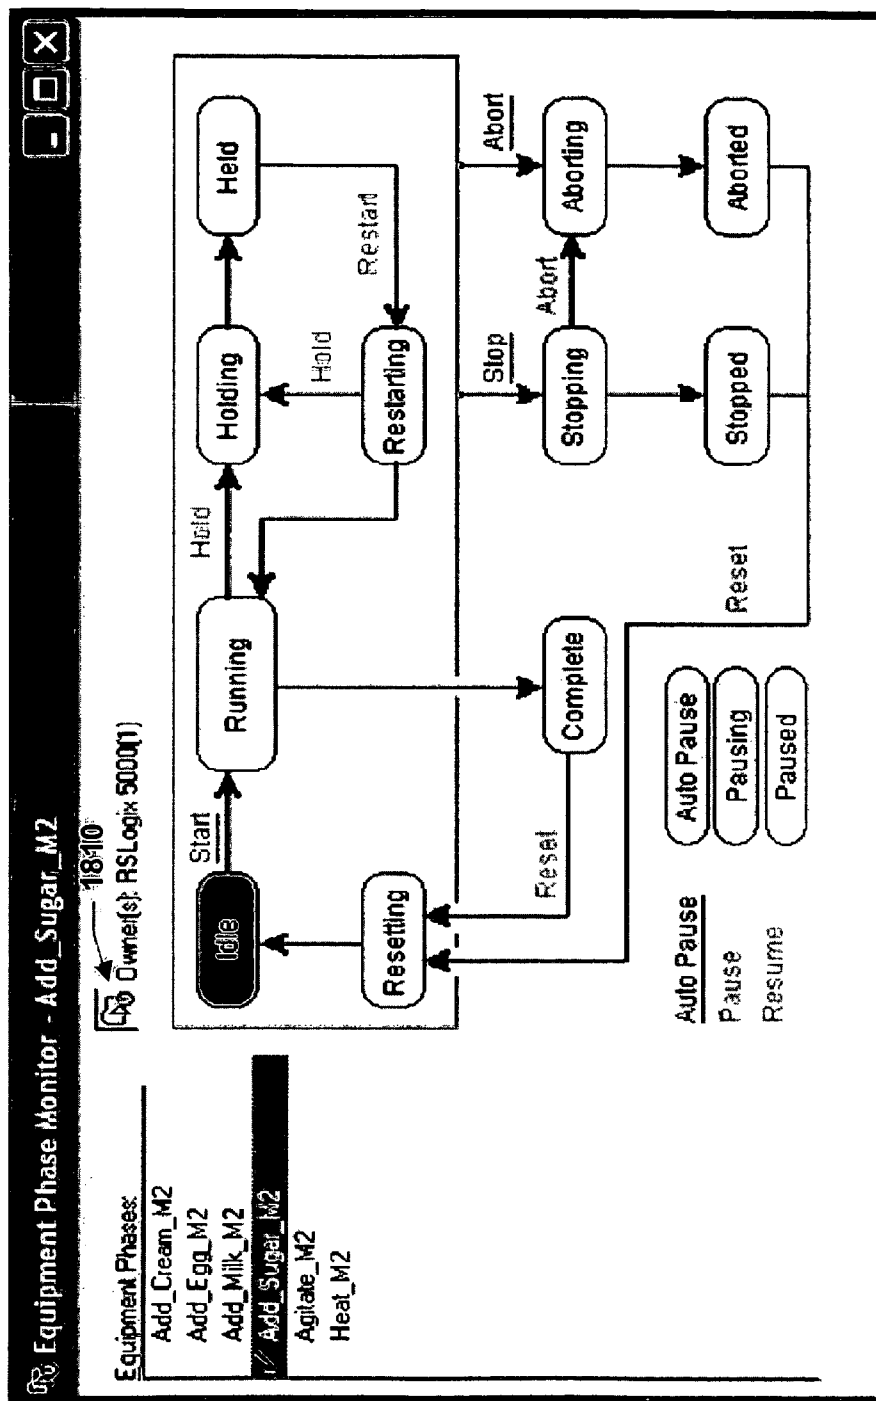 Equipment Phase Monitor - Add_Sugar_M2
1810
Owner(s): RSLogix 5000(1)
Equipment Phases:
Add_Cream_M2
Add_Egg_M2
Add_Milk_M2
Add_Sugar_M2
Agitate_M2
Heat_M2
Idle
Start
Running
Hold
Holding
Held
Hold
Restart
Resetting
Restarting
Stop
Abort
Reset
Complete
Stopping
Abort
Aborting
Stopped
Aborted
Reset
Auto Pause
Pause
Resume
Auto Pause
Pausing
Paused